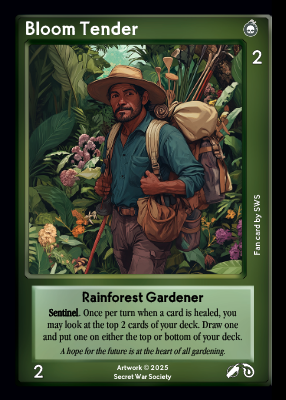 Bloom Tender
2
Fan card by SWS
Rainforest Gardener
Sentinel. Once per turn when a card is healed, you
may look at the top 2 cards of your deck. Draw one
and put one on either the top or bottom of your deck.
A hope for the future is at the heart of all gardening.
2
Artwork © 2025
Secret War Society